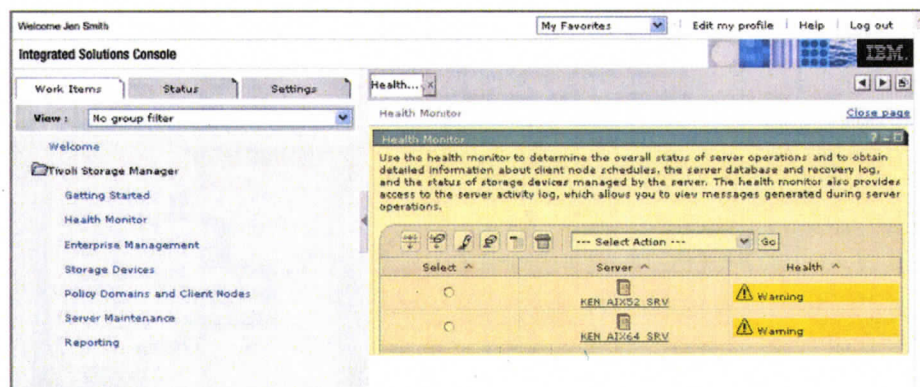 Welcome Jen Smith
My Favorites
Edit my profile
Help
Log out
Integrated Solutions Console
IBM.
Work Items
Status
Settings
Health...
x
View :
No group filter
Health Monitor
Close page
Welcome
Tivoli Storage Manager
Getting Started
Health Monitor
Enterprise Management
Storage Devices
Policy Domains and Client Nodes
Server Maintenance
Reporting
Health Monitor
?
Use the health monitor to determine the overall status of server operations and to obtain
detailed information about client node schedules, the server database and recovery log,
and the status of storage devices managed by the server. The health monitor also provides
access to the server activity log, which allows you to view messages generated during server
operations.
--- Select Action ---
Go
Select
Server
Health
KEN_AIX52_SRV
Warning
KEN_AIX64_SRV
Warning